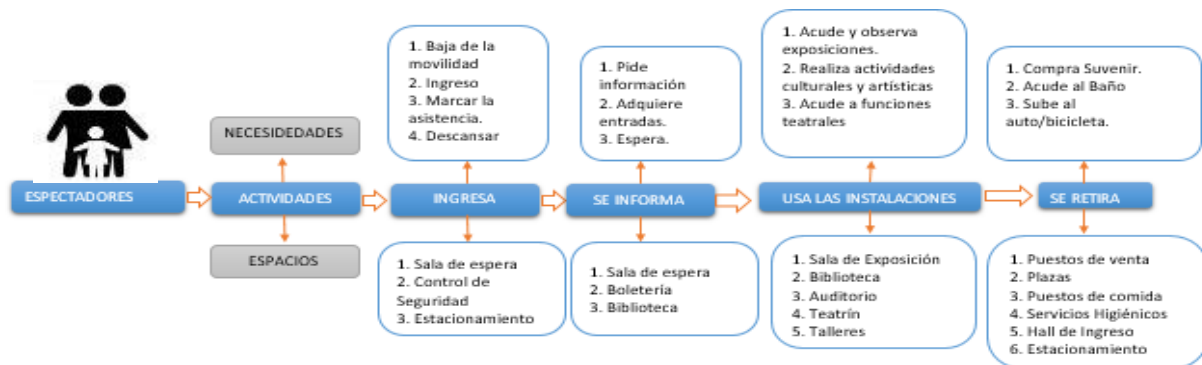 1. Baja de la
movilidad
2. Ingreso
3. Marcar la
asistencia.
4. Descansar
1. Pide
información
2. Adquiere
entradas.
3. Espera.
1. Acude y observa
exposiciones.
2. Realiza actividades
culturales y artísticas
3. Acude a funciones
teatrales
1. Compra Suvenir.
2. Acude al Baño
3. Sube al
auto/bicicleta.
NECESIDEDADES
ESPECTADORES
ACTIVIDADES
INGRESA
SE INFORMA
USA LAS INSTALACIONES
SE RETIRA
ESPACIOS
1. Sala de espera
2. Control de
Seguridad
3. Estacionamiento
1. Sala de espera
2. Boletería
3. Biblioteca
1. Sala de Exposición
2. Biblioteca
3. Auditorio
4. Teatrín
5. Talleres
1. Puestos de venta
2. Plazas
3. Puestos de comida
4. Servicios Higiénicos
5. Hall de Ingreso
6. Estacionamiento